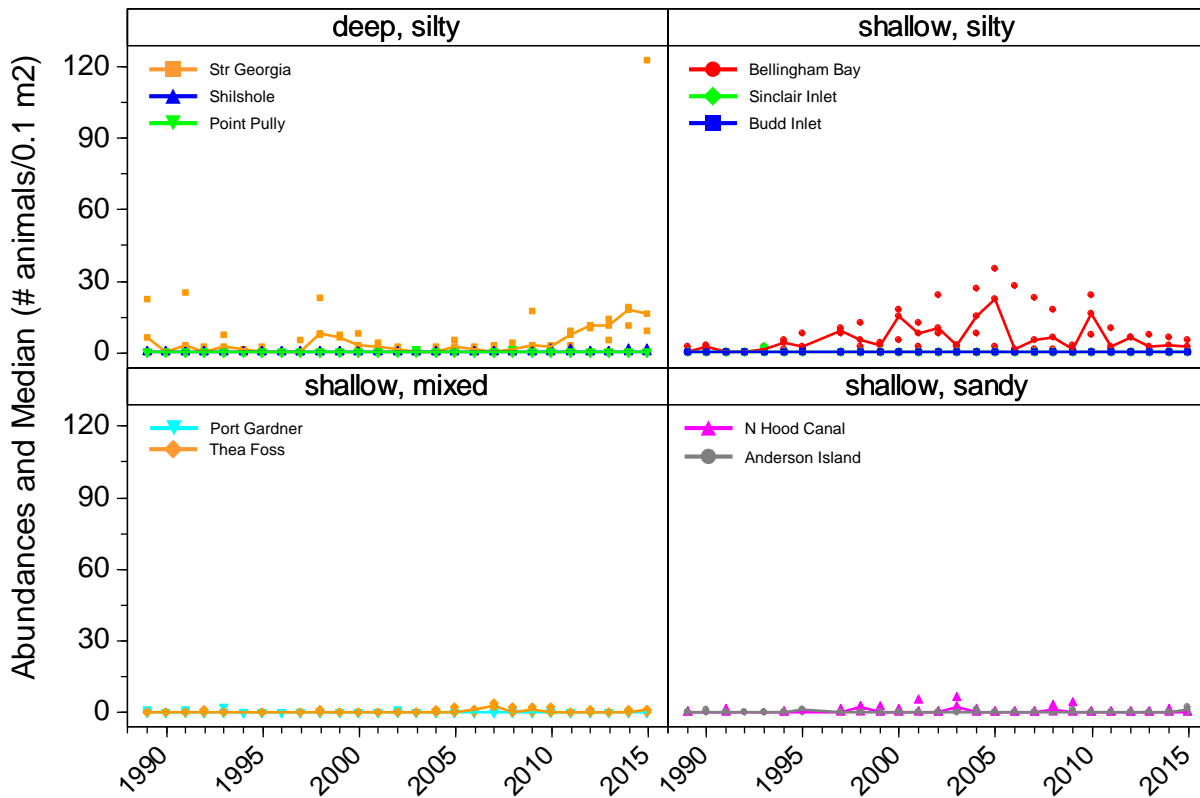 deep, silty
shallow, silty
Abundances and Median (# animals/0.1 m2)
120
90
60
30
0
Str Georgia
Shilshole
Point Pully
Bellingham Bay
Sinclair Inlet
Budd Inlet
shallow, mixed
shallow, sandy
120
90
60
30
0
Port Gardner
Thea Foss
N Hood Canal
Anderson Island
1990
1995
2000
2005
2010
2015
1990
1995
2000
2005
2010
2015